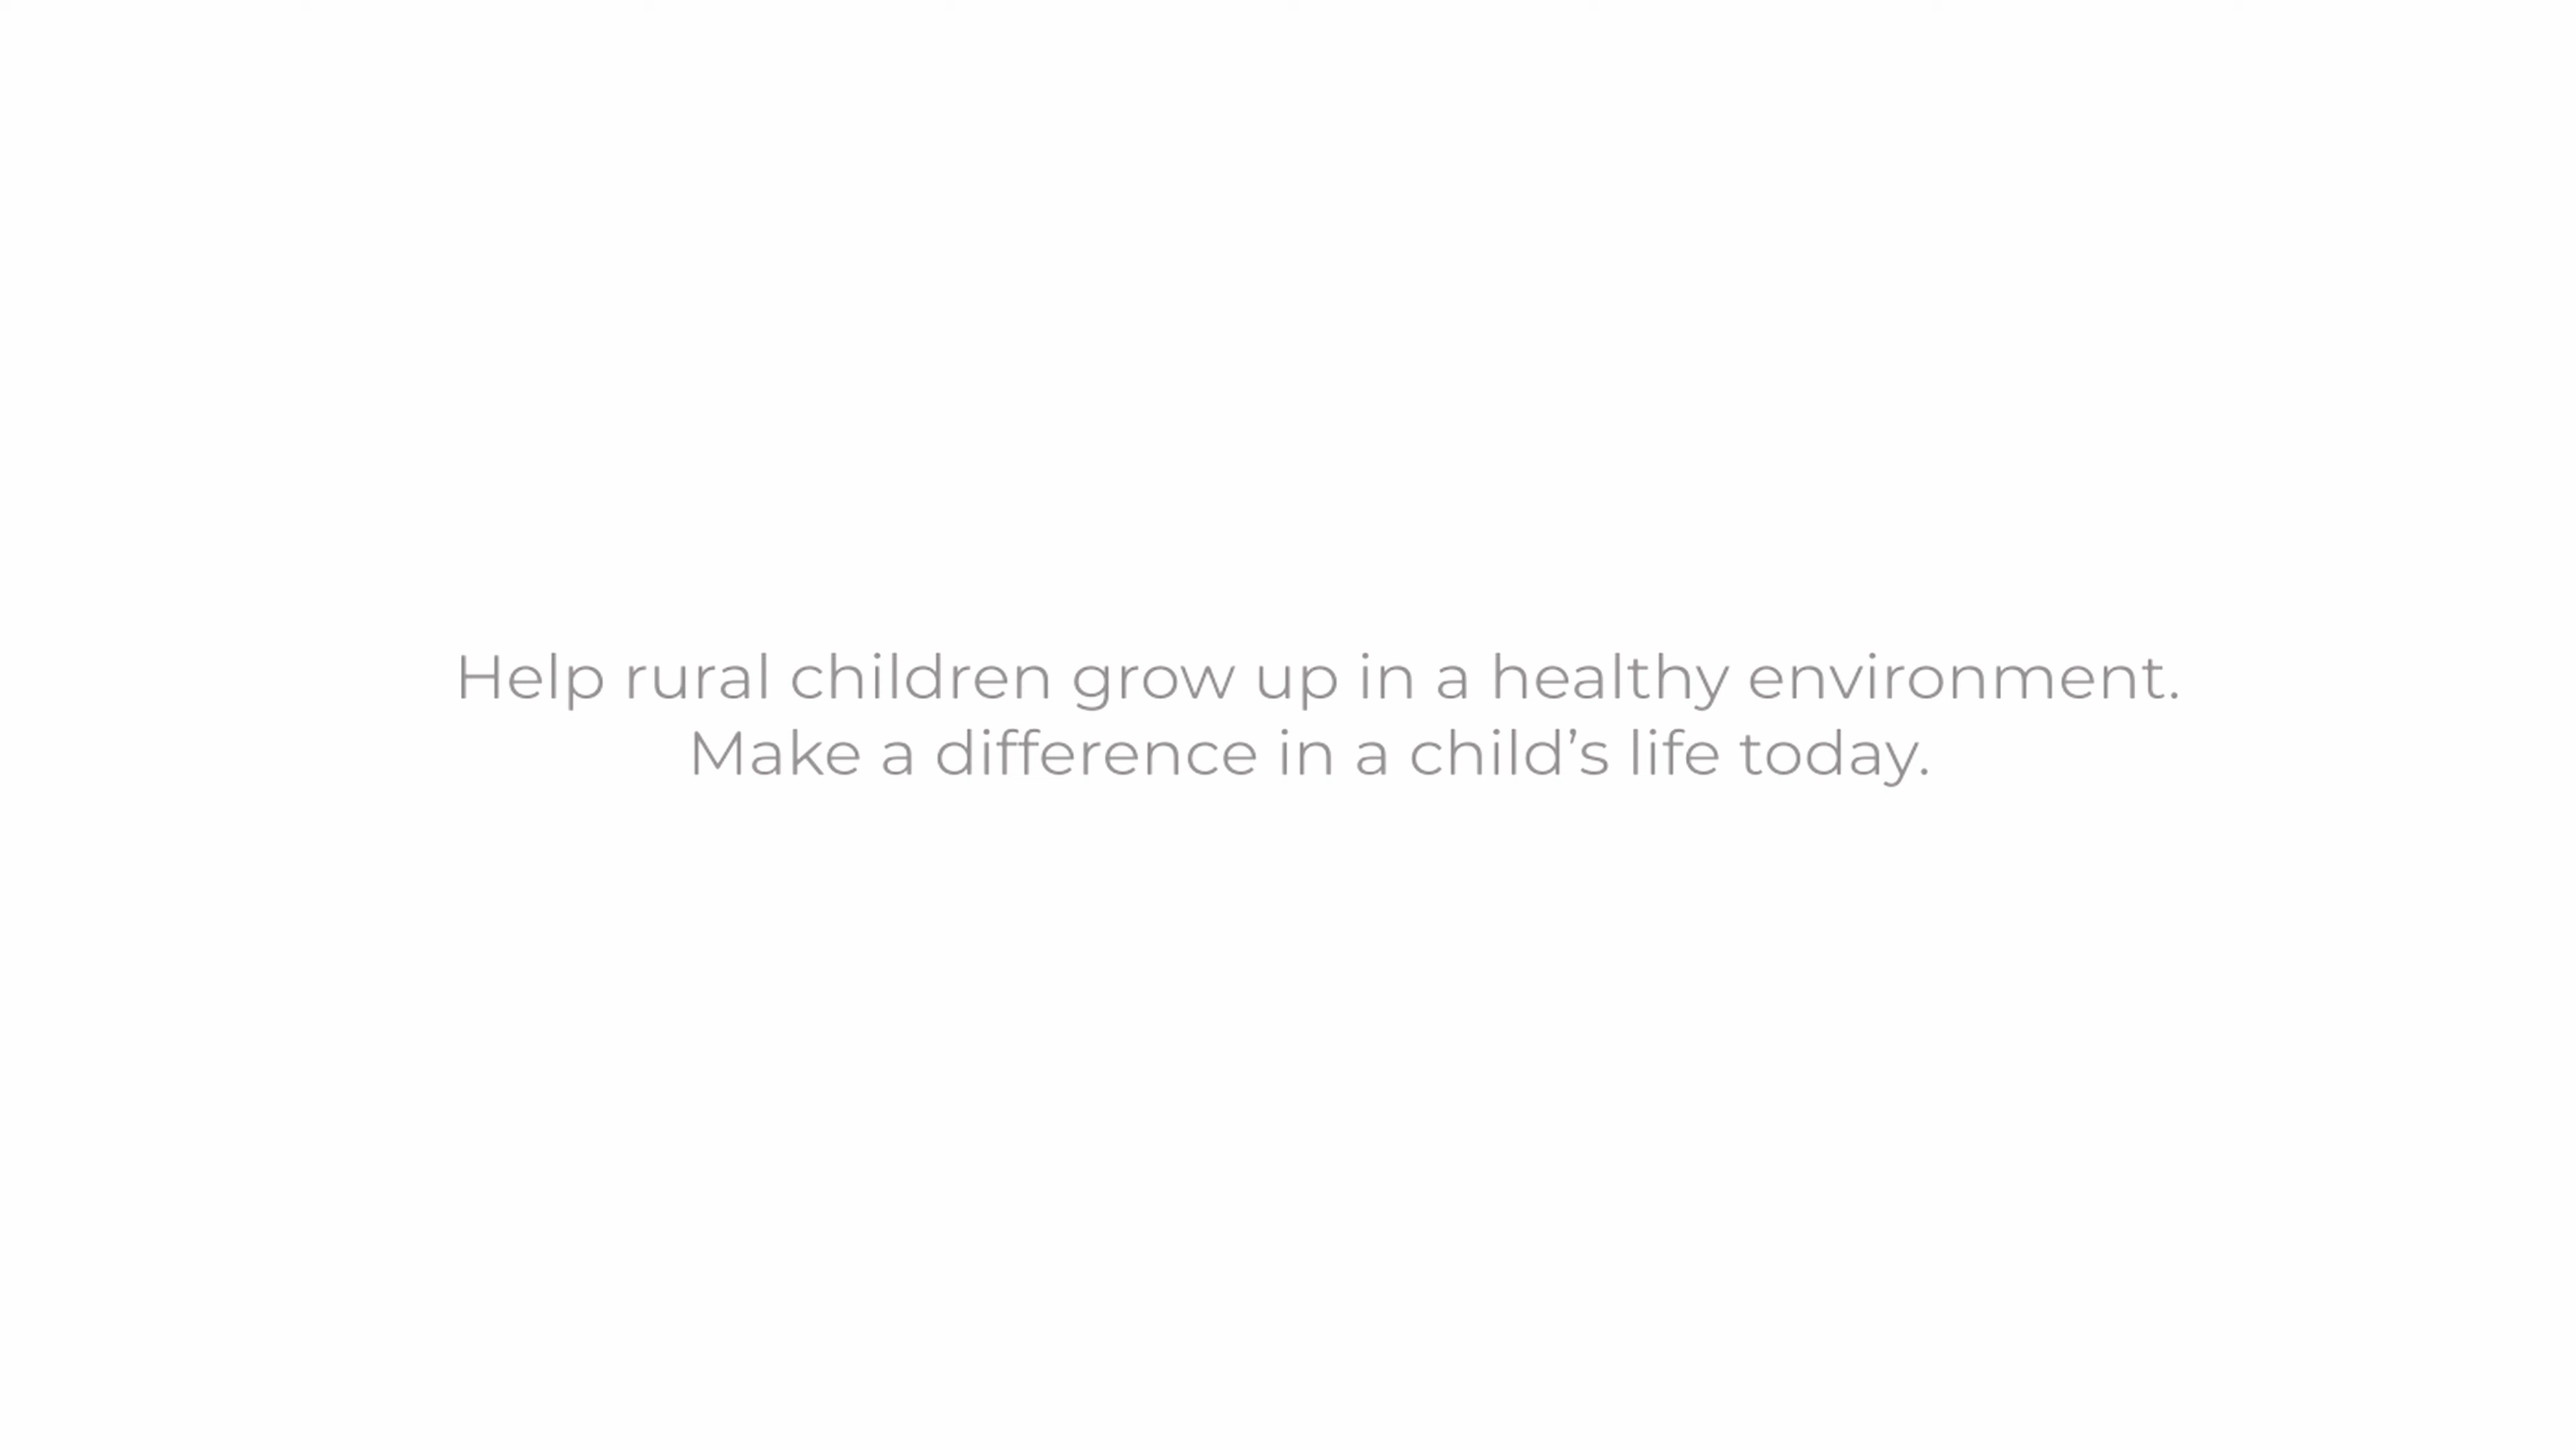 Help rural children grow up in a healthy environment.
Make a difference in a child’s life today.